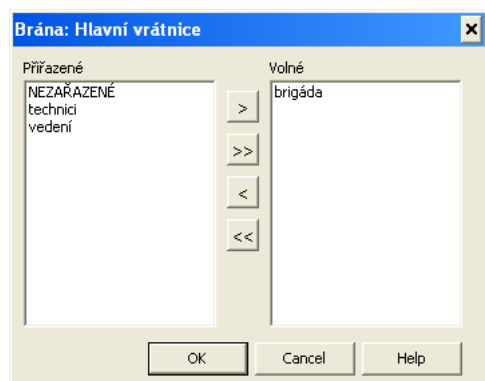 Brána: Hlavní vrátnice
Přiřazené
Volné
NEZAŘAZENÉ
technici
vedení
brigáda
>
>>
<
<<
OK
Cancel
Help